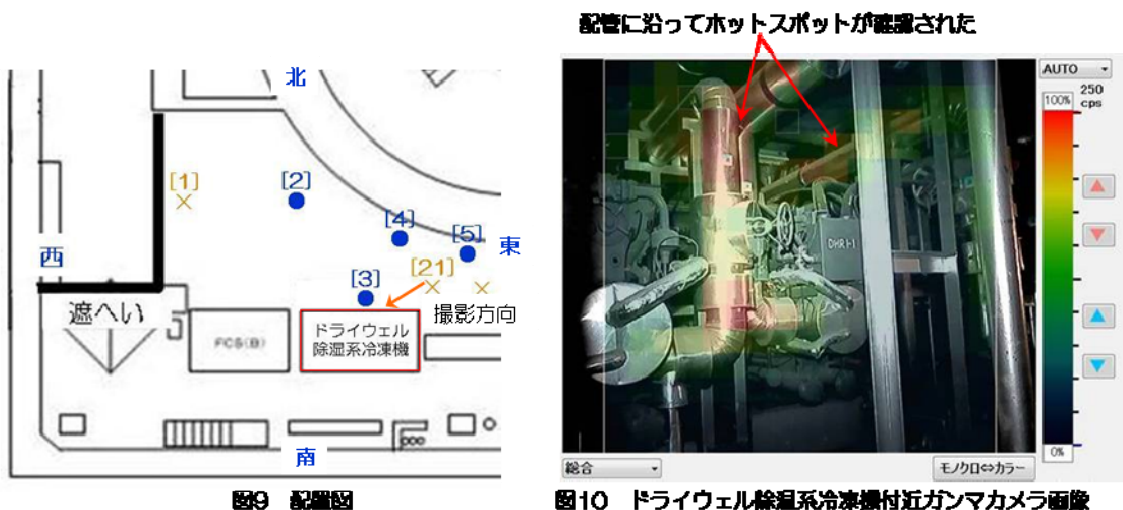 北
[1]
[2]
[4]
[5]
東
西
[21]
[3]
撮影方向
遮へい
FCS(B)
ドライウェル
除湿系冷凍機
南
図9 配置図
配管に沿ってホットスポットが確認された
AUTO
100%
250
cps
DHR1-1
0%
総合
モノクロ⇔カラー
図10 ドライウェル除湿系冷凍機付近ガンマカメラ画像